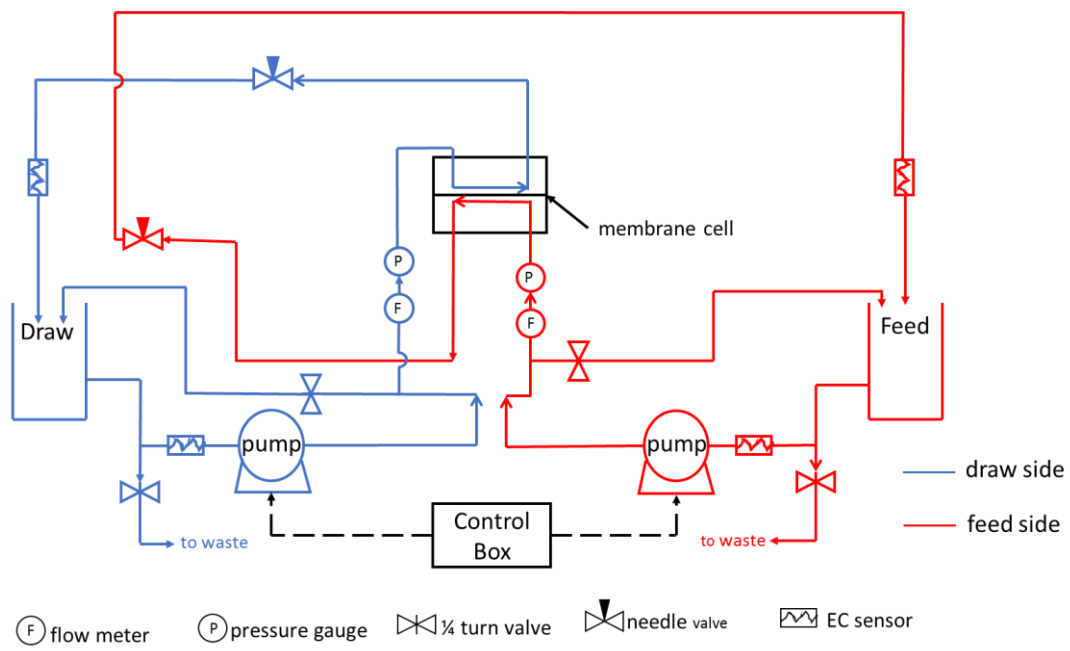 membrane cell
P
P
F
F
Draw
Feed
pump
pump
draw side
Control
Box
feed side
to waste
to waste
F flow meter
P pressure gauge
¼ turn valve
needle valve
EC sensor